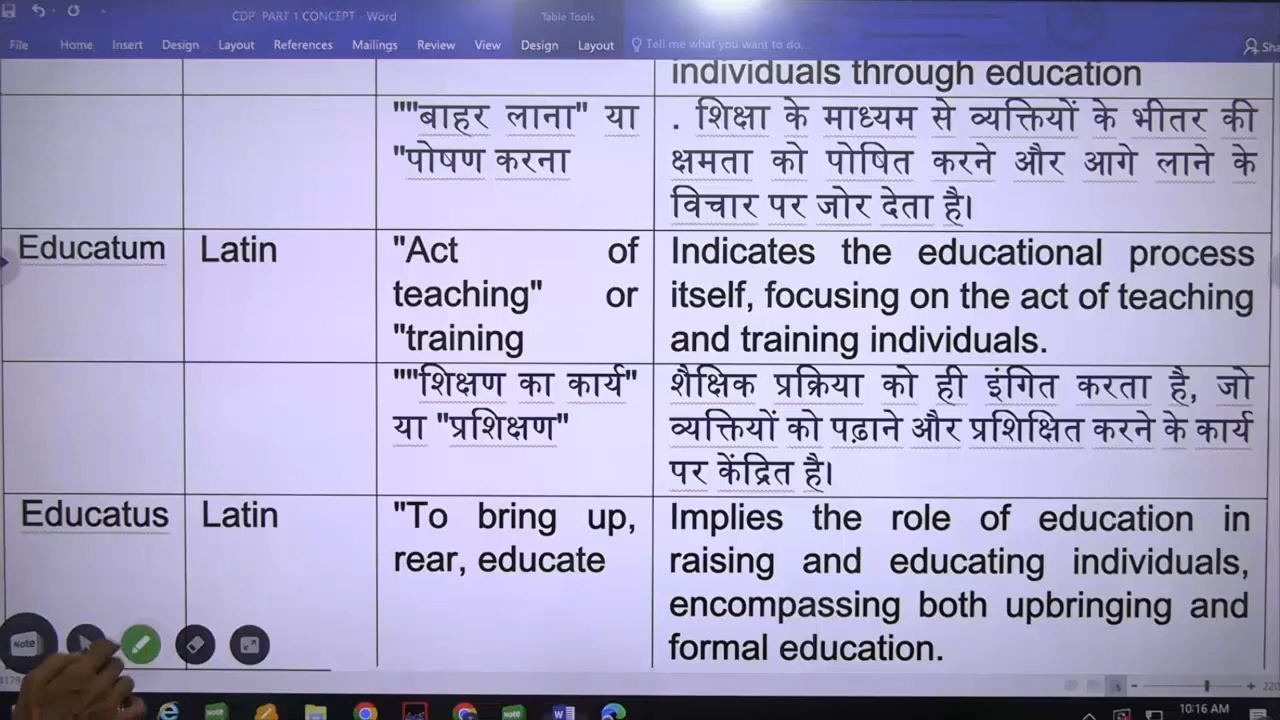 CDP PART 1 CONCEPT - Word
Table Tools
File Home Insert Design Layout References Mailings Review View Design Layout Tell me what you want to do...
individuals through education
""बाहर लाना" या
"पोषण करना
. शिक्षा के माध्यम से व्यक्तियों के भीतर की
क्षमता को पोषित करने और आगे लाने के
विचार पर जोर देता है।
Educatum
Latin
"Act of
teaching" or
"training
Indicates the educational process
itself, focusing on the act of teaching
and training individuals.
""शिक्षण का कार्य"
या "प्रशिक्षण"
शैक्षिक प्रक्रिया को ही इंगित करता है, जो
व्यक्तियों को पढ़ाने और प्रशिक्षित करने के कार्य
पर केंद्रित है।
Educatus
Latin
"To bring up,
rear, educate
Implies the role of education in
raising and educating individuals,
encompassing both upbringing and
formal education.
Note
10:16 AM